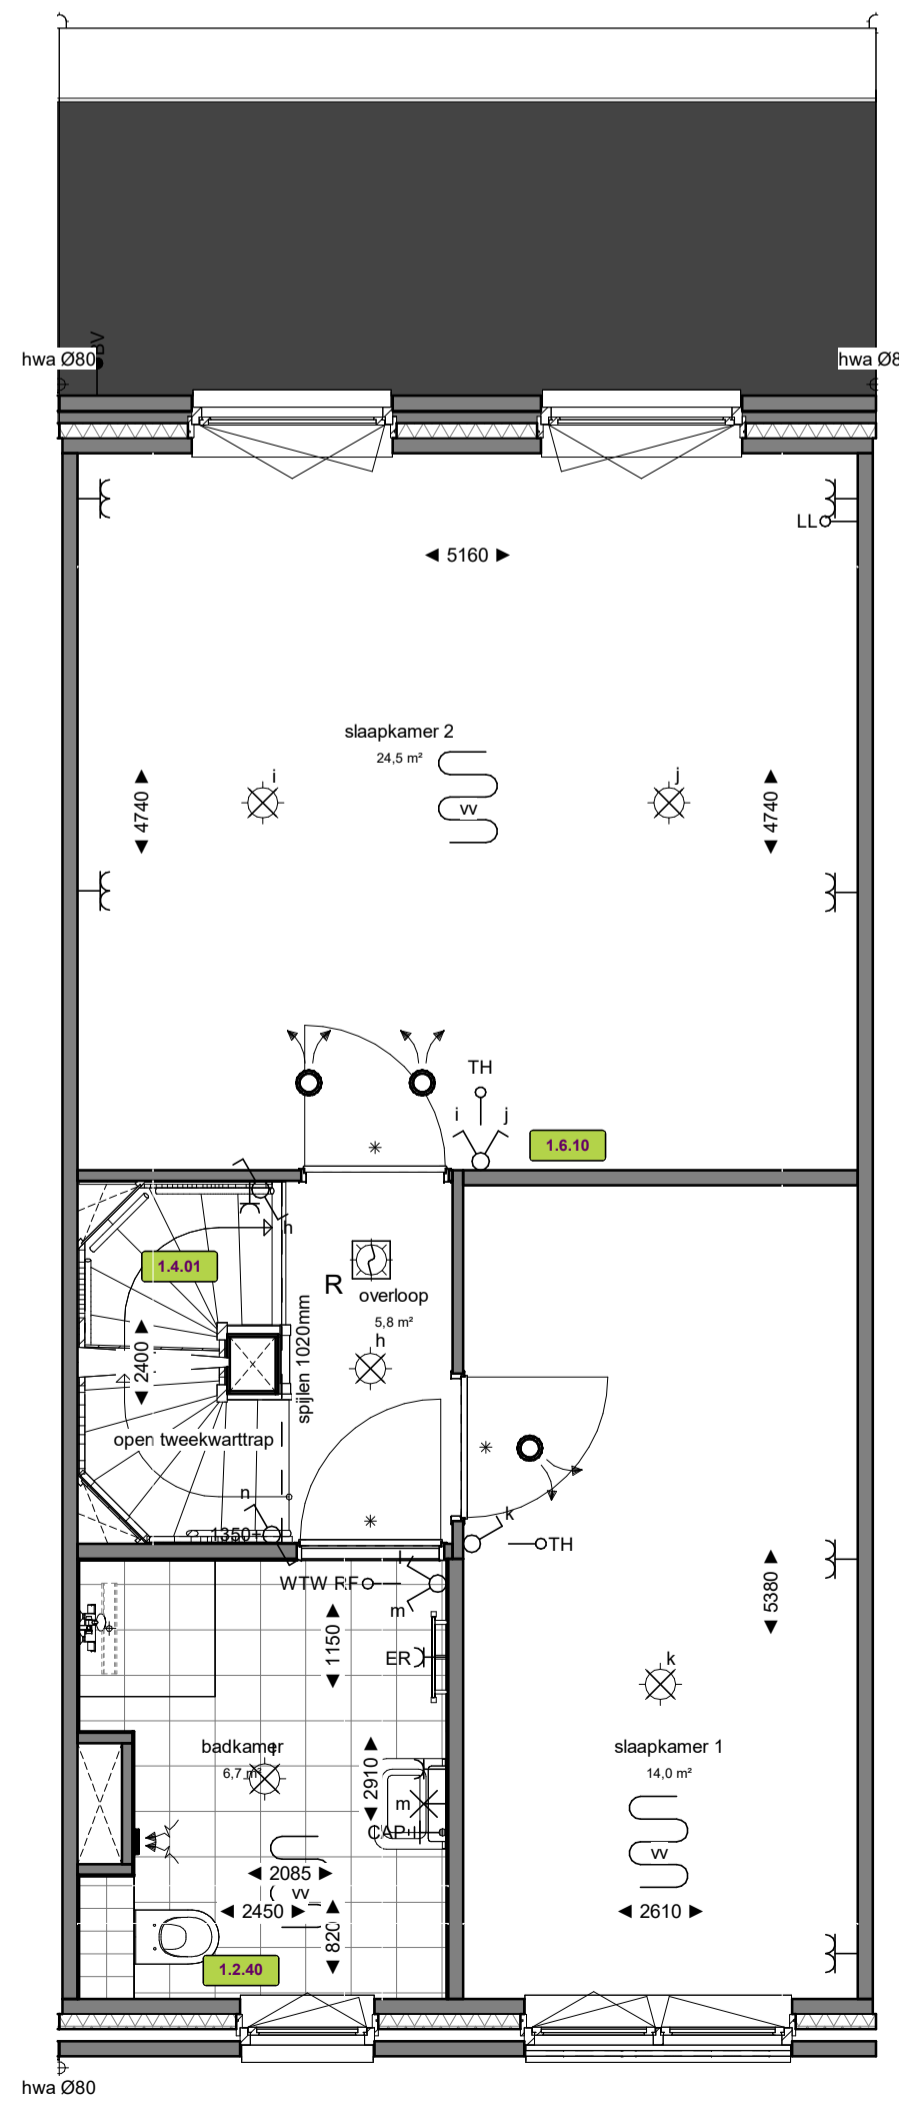 BV
hwa Ø80
hwa Ø8
LL
5160
slaapkamer 2
24,5 m²
i
j
vv
4740
4740
TH
i
j
1.6.10
h
1.4.01
R
overloop
5,8 m²
h
spijlen 1020mm
2400
open tweekwarttrap
n
k
1350+
TH
WTW RF
m
1150
ER
5380
k
badkamer
6,7 m²
slaapkamer 1
14,0 m²
2910
m
vv
2085
vv
2450
820
2610
1.2.40
hwa Ø80